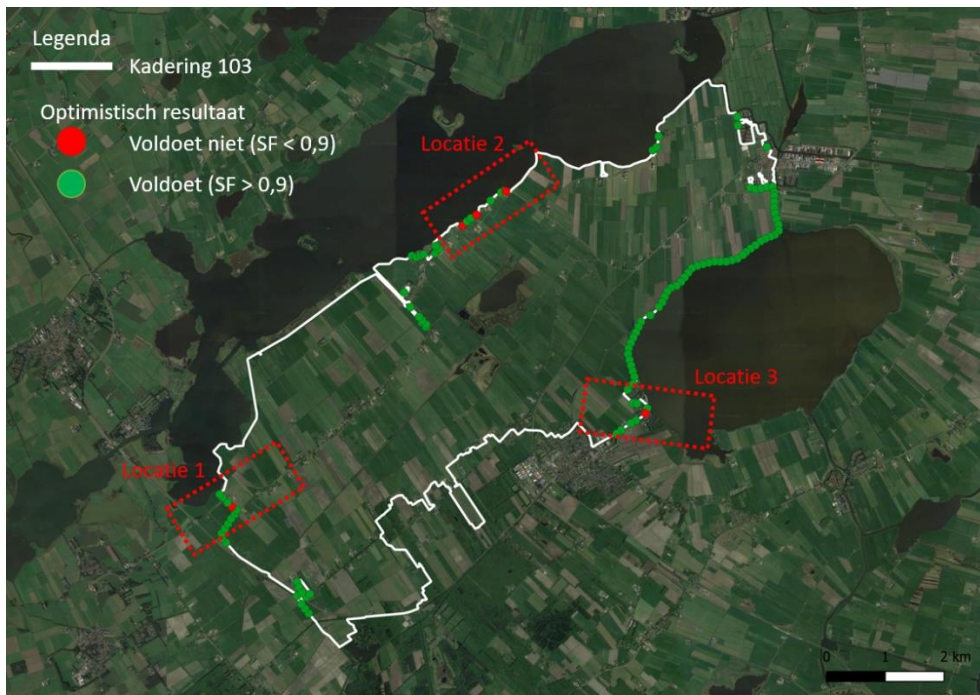 Legenda
Kadering 103
Optimistisch resultaat
Voldoet niet (SF < 0,9)
Voldoet (SF > 0,9)
Locatie 2
Locatie 3
Locatie 1
0 1 2 km